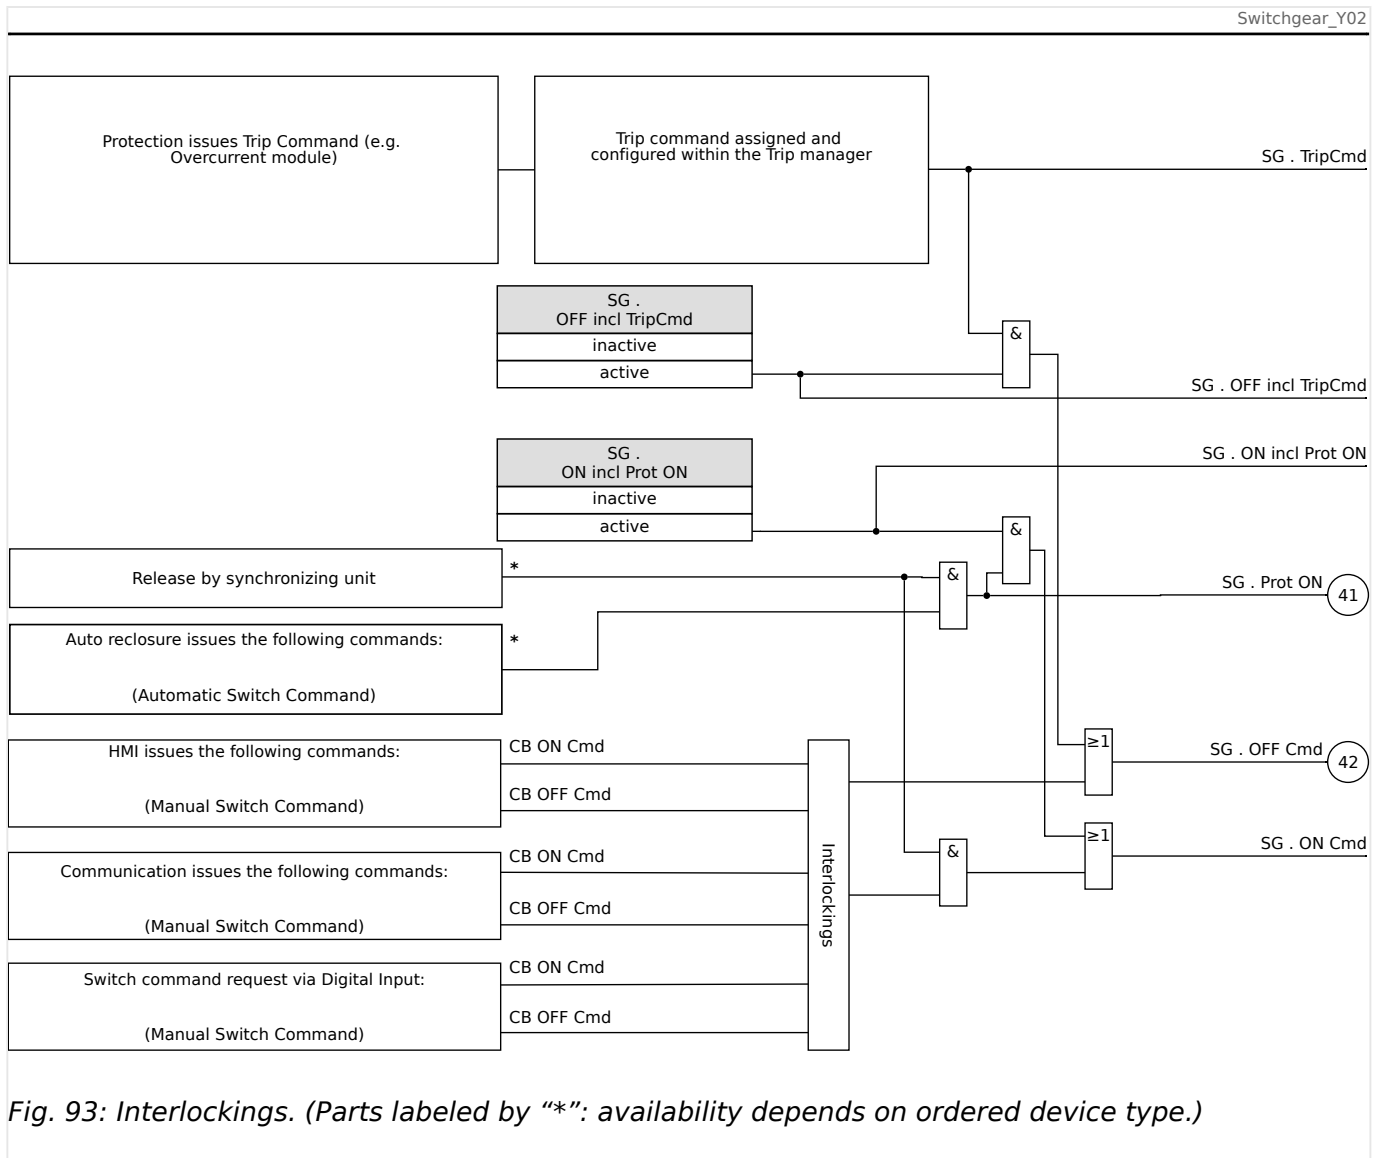 Switchgear_Y02
Protection issues Trip Command (e.g.
Overcurrent module)
Trip command assigned and
configured within the Trip manager
SG . TripCmd
SG .
OFF incl TripCmd
inactive
active
&
SG . OFF incl TripCmd
SG .
ON incl Prot ON
inactive
active
SG . ON incl Prot ON
&
Release by synchronizing unit
*
&
SG . Prot ON
41
Auto reclosure issues the following commands:
(Automatic Switch Command)
*
HMI issues the following commands:
(Manual Switch Command)
CB ON Cmd
CB OFF Cmd
≥1
SG . OFF Cmd
42
Communication issues the following commands:
(Manual Switch Command)
CB ON Cmd
CB OFF Cmd
Interlockings
&
≥1
SG . ON Cmd
Switch command request via Digital Input:
(Manual Switch Command)
CB ON Cmd
CB OFF Cmd
Fig. 93: Interlockings. (Parts labeled by “*”: availability depends on ordered device type.)